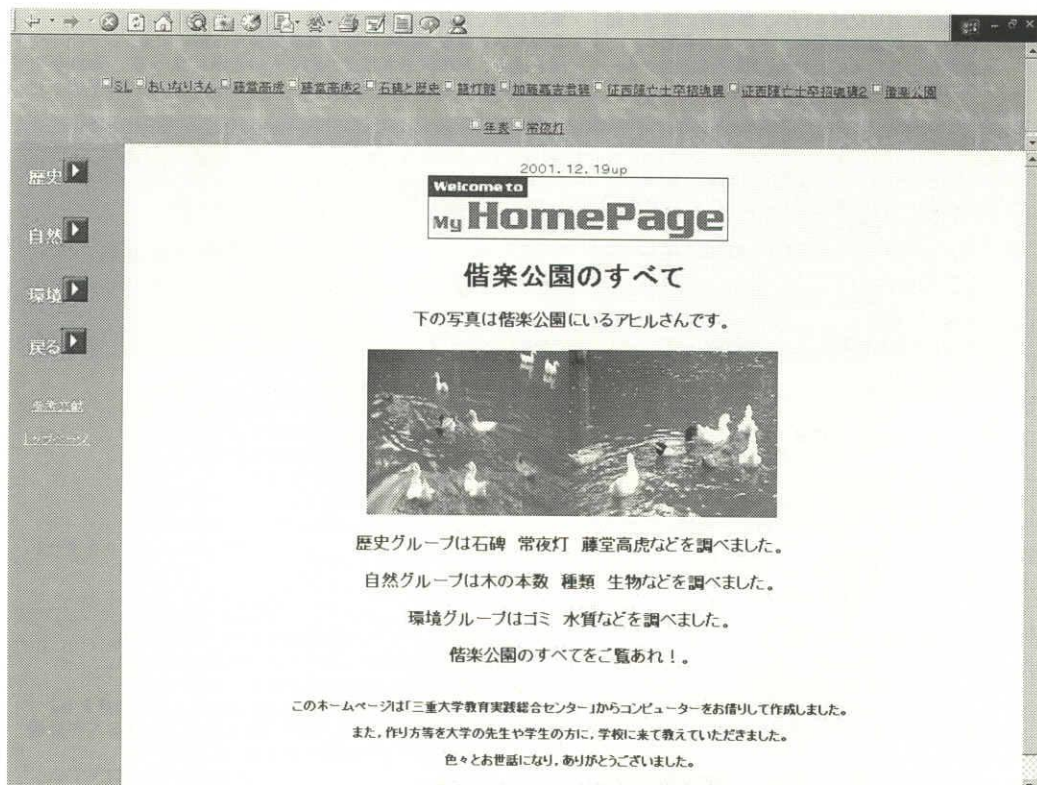 SL おいなりさん 藤堂高虎 藤堂高虎2 石碑と歴史 籠灯籠 征西陣亡士卒招魂碑 征西陣亡士卒招魂碑2 偕楽公園
年表 常夜灯
歴史
自然
環境
戻る
参考文献
トップページ
2001.12.19up
Welcome to
My HomePage
偕楽公園のすべて
下の写真は偕楽公園にいるアヒルさんです。
歴史グループは石碑 常夜灯 藤堂高虎などを調べました。
自然グループは木の本数 種類 生物などを調べました。
環境グループはゴミ 水質などを調べました。
偕楽公園のすべてをご覧あれ!。
このホームページは「三重大学教育実践総合センター」からコンピューターをお借りして作成しました。
また,作り方等を大学の先生や学生の方に,学校に来て教えていただきました。
色々とお世話になり,ありがとうございました。